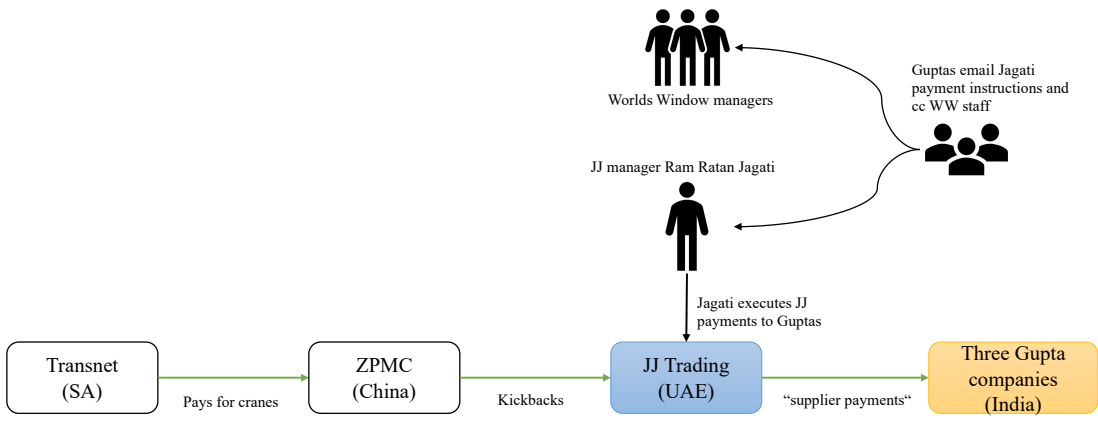 Guptas email Jagati
payment instructions and
cc WW staff
Worlds Window managers
JJ manager Ram Ratan Jagati
Jagati executes JJ
payments to Guptas
Transnet
(SA)
Pays for cranes
ZPMC
(China)
Kickbacks
JJ Trading
(UAE)
“supplier payments“
Three Gupta
companies
(India)